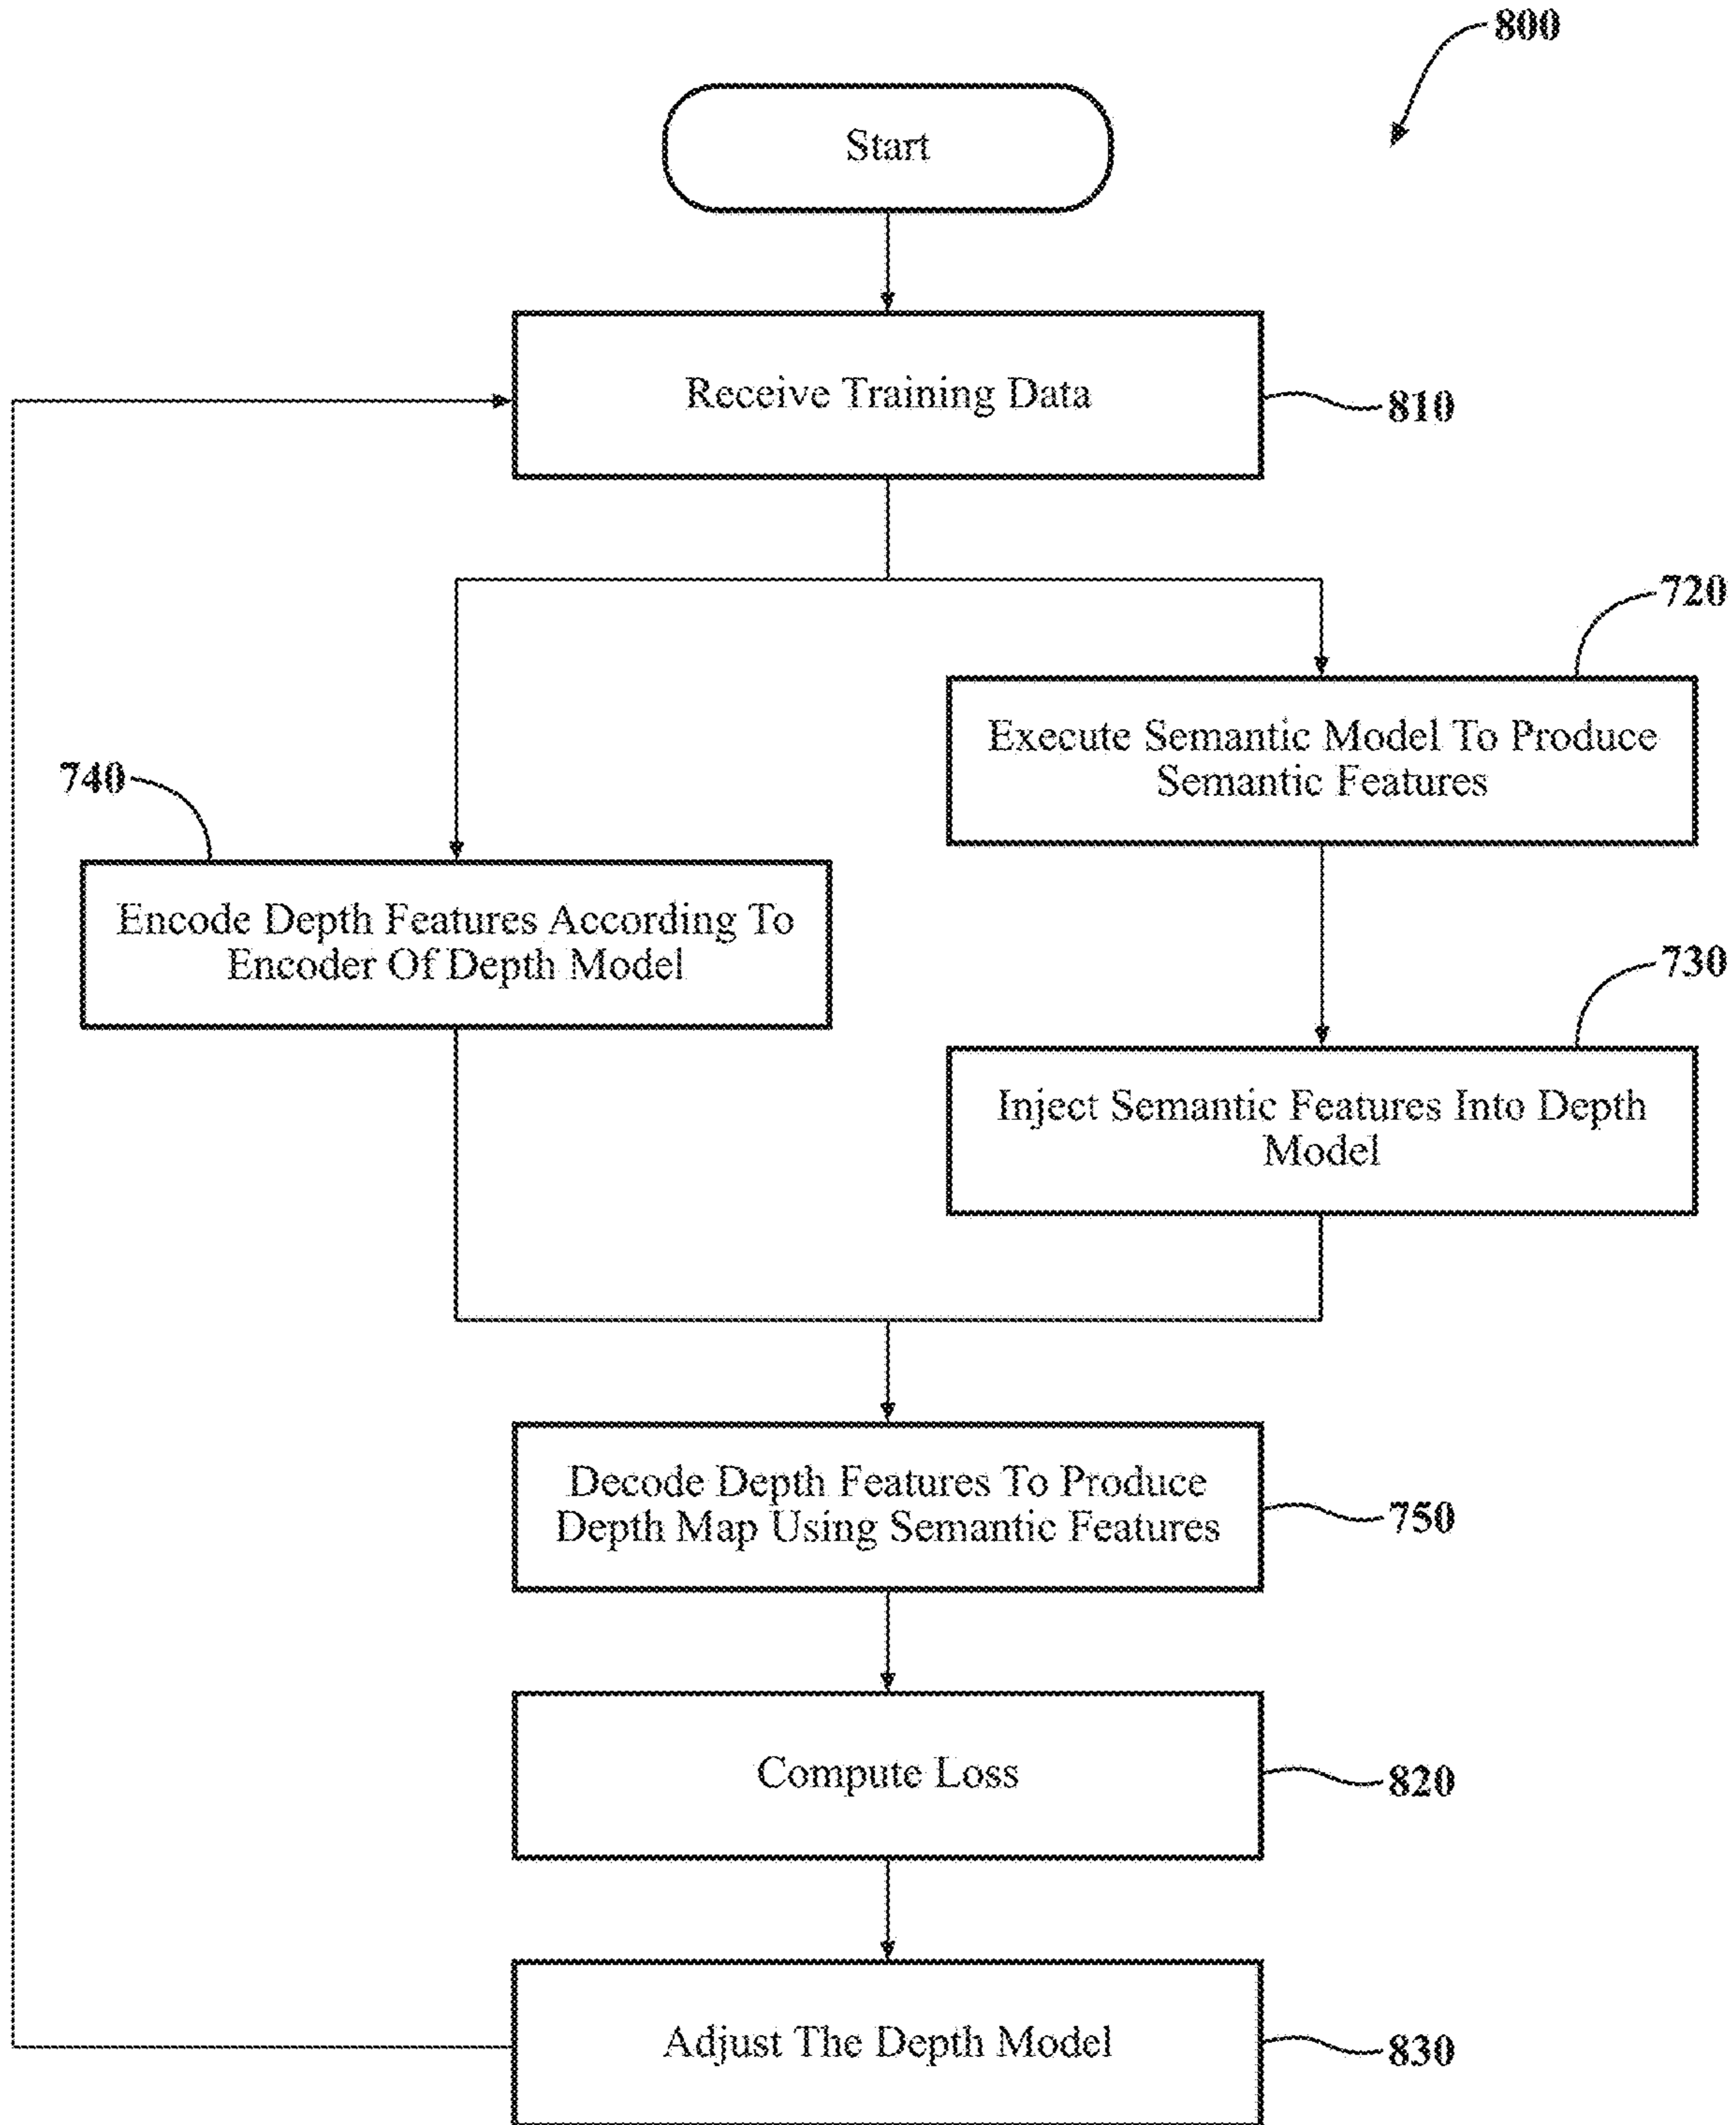 800
Start
Receive Training Data
810
720
Execute Semantic Model To Produce
Semantic Features
740
Encode Depth Features According To
Encoder Of Depth Model
730
Inject Semantic Features Into Depth
Model
Decode Depth Features To Produce
Depth Map Using Semantic Features
750
Compute Loss
820
Adjust The Depth Model
830